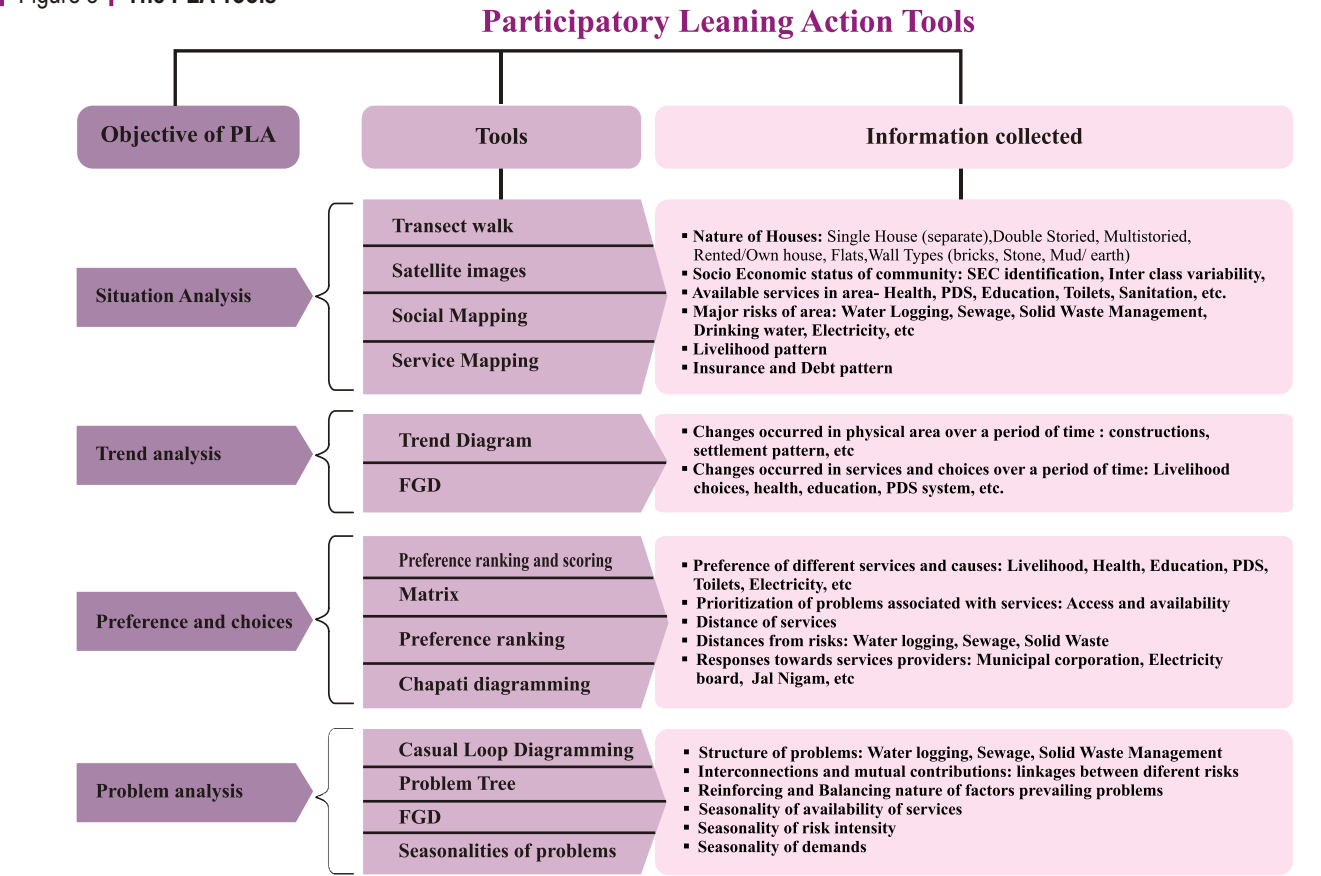 Figure 3 The PLA Tools
Participatory Leaning Action Tools
Objective of PLA
Tools
Information collected
Situation Analysis
Transect walk
Satellite images
Social Mapping
Service Mapping
▪ Nature of Houses: Single House (separate),Double Storied, Multistoried,
Rented/Own house, Flats,Wall Types (bricks, Stone, Mud/ earth)
▪ Socio Economic status of community: SEC identification, Inter class variability,
▪ Available services in area- Health, PDS, Education, Toilets, Sanitation, etc.
▪ Major risks of area: Water Logging, Sewage, Solid Waste Management,
Drinking water, Electricity, etc
▪ Livelihood pattern
▪ Insurance and Debt pattern
Trend analysis
Trend Diagram
FGD
▪ Changes occurred in physical area over a period of time : constructions,
settlement pattern, etc
▪ Changes occurred in services and choices over a period of time: Livelihood
choices, health, education, PDS system, etc.
Preference and choices
Preference ranking and scoring
Matrix
Preference ranking
Chapati diagramming
▪ Preference of different services and causes: Livelihood, Health, Education, PDS,
Toilets, Electricity, etc
▪ Prioritization of problems associated with services: Access and availability
▪ Distance of services
▪ Distances from risks: Water logging, Sewage, Solid Waste
▪ Responses towards services providers: Municipal corporation, Electricity
board, Jal Nigam, etc
Problem analysis
Casual Loop Diagramming
Problem Tree
FGD
Seasonalities of problems
▪ Structure of problems: Water logging, Sewage, Solid Waste Management
▪ Interconnections and mutual contributions: linkages between diferent risks
▪ Reinforcing and Balancing nature of factors prevailing problems
▪ Seasonality of availability of services
▪ Seasonality of risk intensity
▪ Seasonality of demands